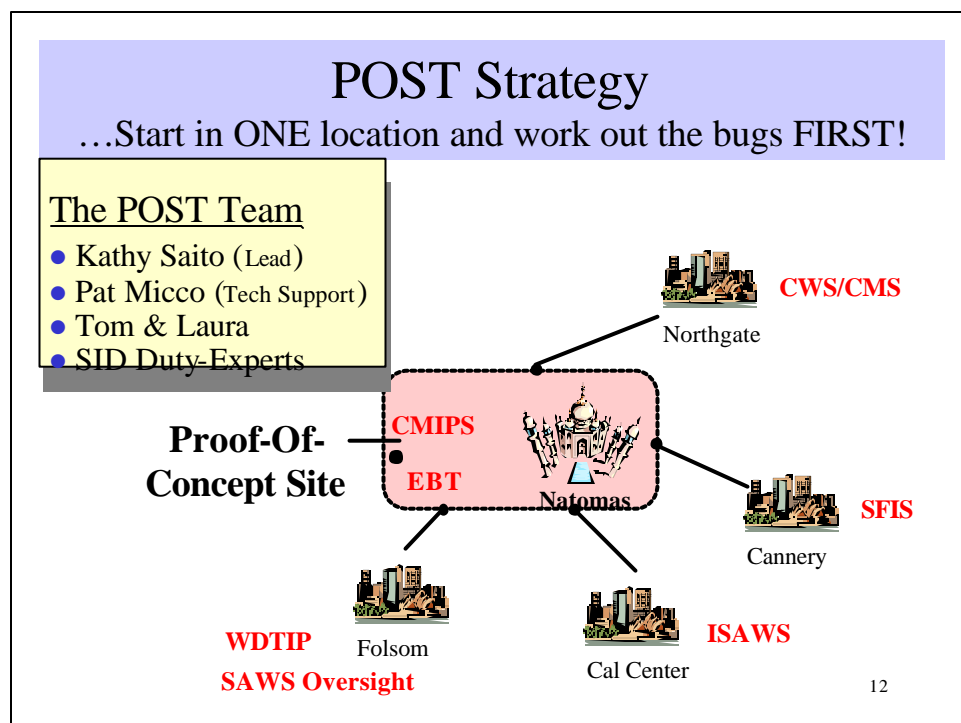 POST Strategy
…Start in ONE location and work out the bugs FIRST!
The POST Team
● Kathy Saito (Lead)
● Pat Micco (Tech Support)
● Tom & Laura
● SID Duty-Experts
CWS/CMS
Northgate
Proof-Of-
Concept Site
CMIPS
EBT
Natomas
SFIS
Cannery
WDTIP
Folsom
SAWS Oversight
ISAWS
Cal Center
12